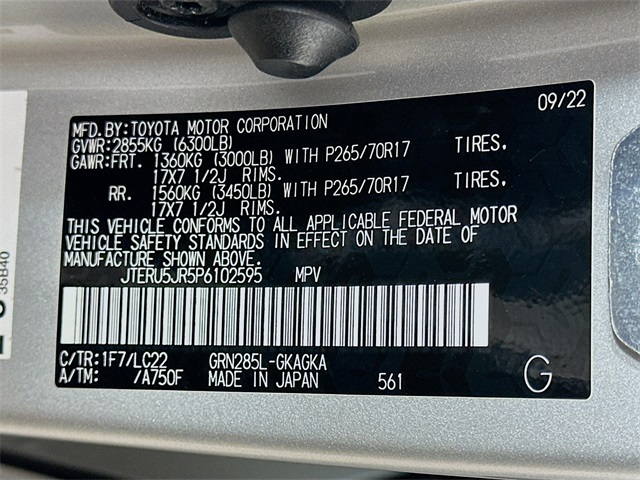 09/22
MFD.BY:TOYOTA MOTOR CORPORATION
GVWR:2855KG (6300LB)
GAWR:FRT. 1360KG (3000LB) WITH P265/70R17 TIRES,
17X7 1/2J RIMS.
RR. 1560KG (3450LB) WITH P265/70R17 TIRES,
17X7 1/2J RIMS.
THIS VEHICLE CONFORMS TO ALL APPLICABLE FEDERAL MOTOR
VEHICLE SAFETY STANDARDS IN EFFECT ON THE DATE OF
MANUFACTURE SHOWN ABOVE.
JTERU5JR5P6102595 MPV
C/TR:1F7/LC22 GRN285L-GKAGKA
A/TM: /A750F MADE IN JAPAN 561 G
35B40